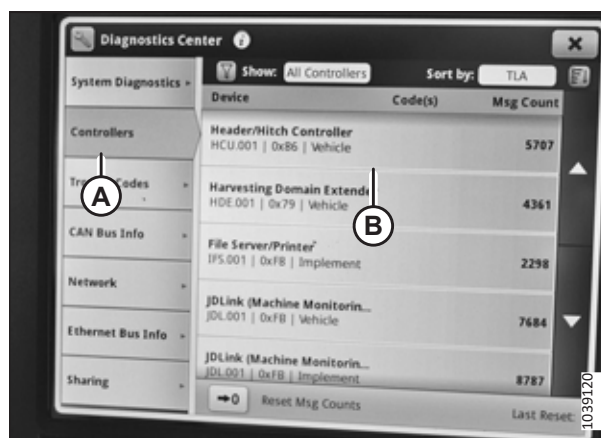 Diagnostics Center
Show: All Controllers Sort by: TLA
System Diagnostics
Device Code(s) Msg Count
Controllers
Header/Hitch Controller
HCU.001 | 0x86 | Vehicle 5707
A
Codes
Harvesting Domain
HDE.001 | 0x79 | Vehicle 4361
B
CAN Bus Info
File Server/Printer
IFS.001 | 0xF8 | Implement 2298
Network
JDLink (Machine Monitorin...
JDL.001 | 0xFB | Vehicle 7684
Ethernet Bus Info
JDLink (Machine Monitorin...
JDL.001 | 0xFB | Implement 8787
Sharing
→0 Reset Msg Counts Last Reset:
1039120